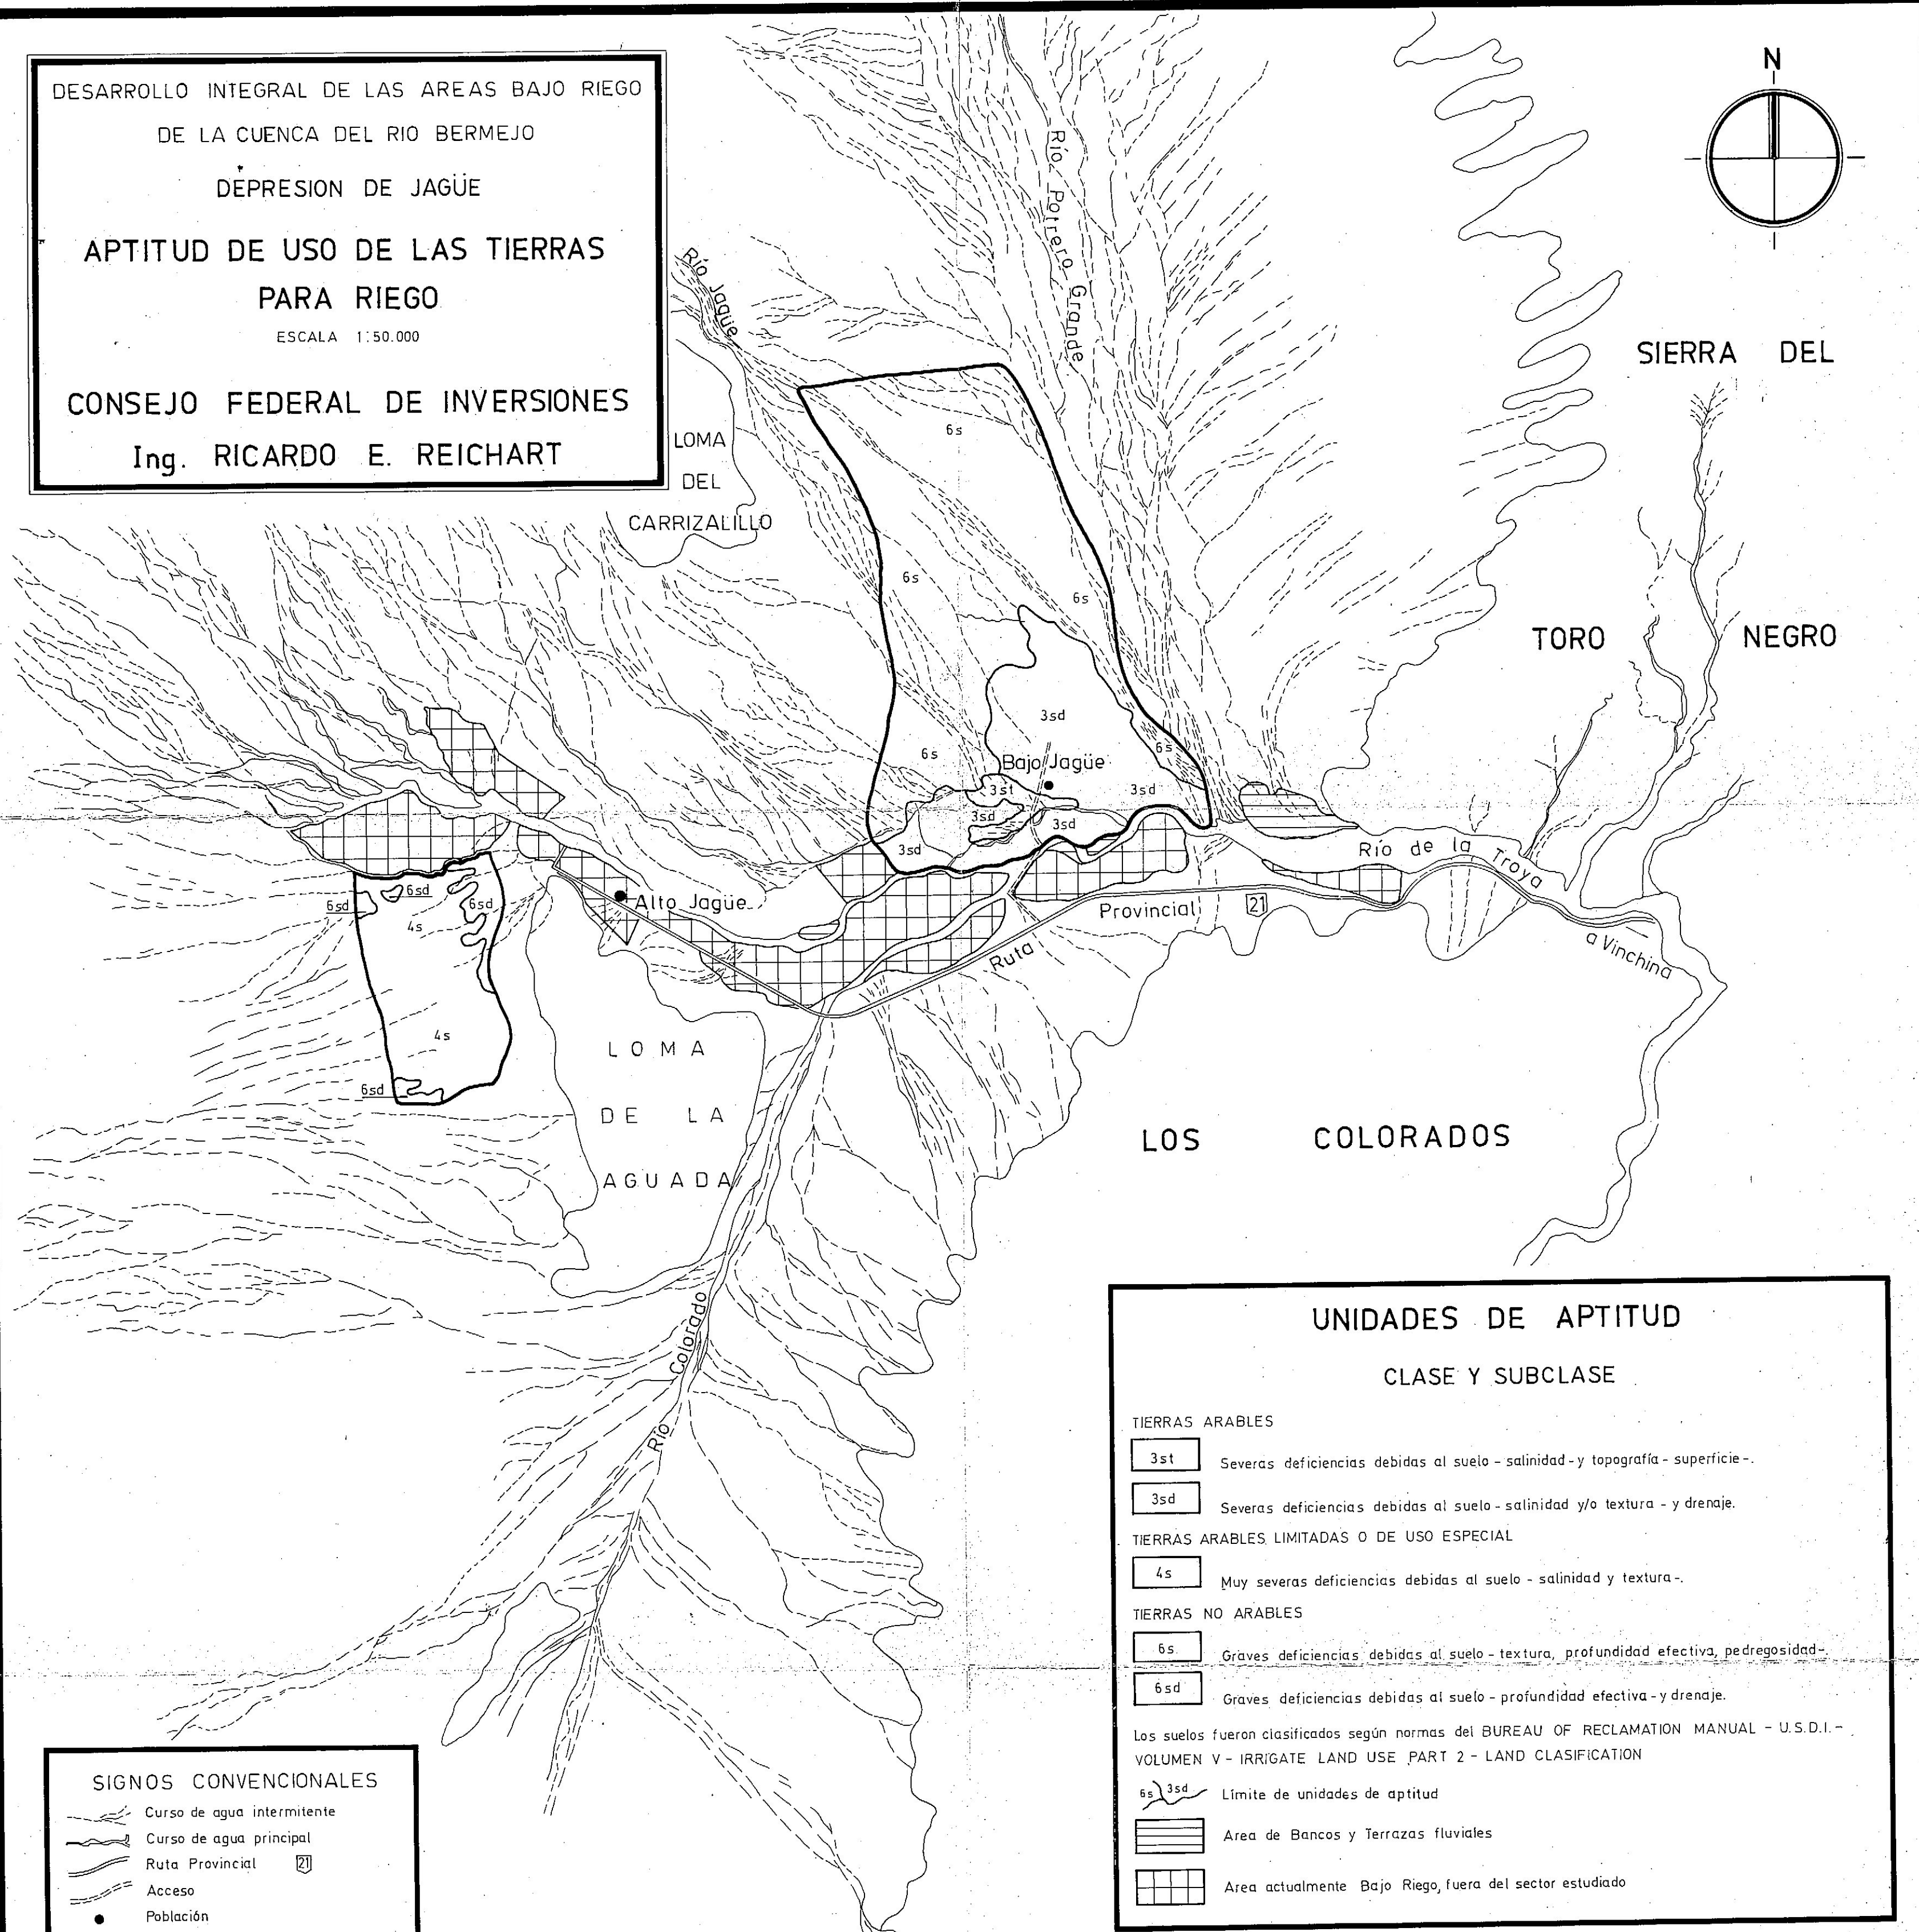 DESARROLLO INTEGRAL DE LAS AREAS BAJO RIEGO
DE LA CUENCA DEL RIO BERMEJO
DEPRESION DE JAGÜE
APTITUD DE USO DE LAS TIERRAS
PARA RIEGO
ESCALA 1:50.000
CONSEJO FEDERAL DE INVERSIONES
Ing. RICARDO E. REICHART
N
Río Jagüe
Río Potrero Grande
SIERRA DEL
TORO NEGRO
LOMA
DEL
CARRIZALILLO
6s
6s
6s
3sd
6s
6s
Bajo Jagüe
3st
3sd
3sd
3sd
3sd
Río de la Troya
6sd
6sd
6sd
4s
Alto Jagüe
Ruta Provincial 21
a Vinchina
4s
6sd
LOMA
DE LA
AGUADA
LOS COLORADOS
Río Colorado
UNIDADES DE APTITUD
CLASE Y SUBCLASE
TIERRAS ARABLES
3st Severas deficiencias debidas al suelo - salinidad - y topografía - superficie -.
3sd Severas deficiencias debidas al suelo - salinidad y/o textura - y drenaje.
TIERRAS ARABLES LIMITADAS O DE USO ESPECIAL
4s Muy severas deficiencias debidas al suelo - salinidad y textura -.
TIERRAS NO ARABLES
6s Graves deficiencias debidas al suelo - textura, profundidad efectiva, pedregosidad -.
6sd Graves deficiencias debidas al suelo - profundidad efectiva - y drenaje.
Los suelos fueron clasificados según normas del BUREAU OF RECLAMATION MANUAL - U.S.D.I. -
VOLUMEN V - IRRIGATE LAND USE PART 2 - LAND CLASIFICATION
6s 3sd Límite de unidades de aptitud
Area de Bancos y Terrazas fluviales
Area actualmente Bajo Riego, fuera del sector estudiado
SIGNOS CONVENCIONALES
Curso de agua intermitente
Curso de agua principal
Ruta Provincial 21
Acceso
Población